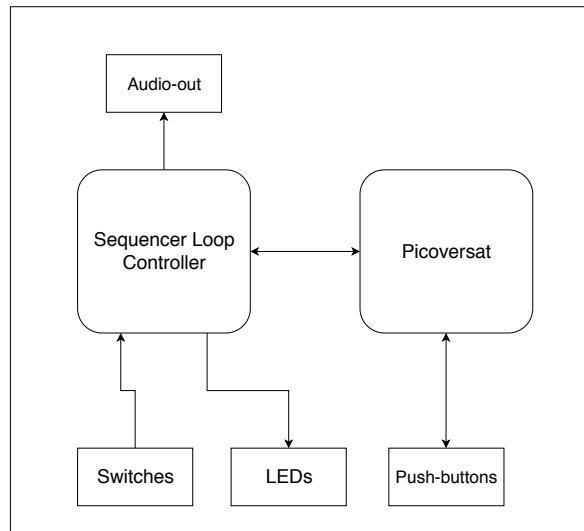 Audio-out
Sequencer Loop
Controller
Picoversat
Switches
LEDs
Push-buttons